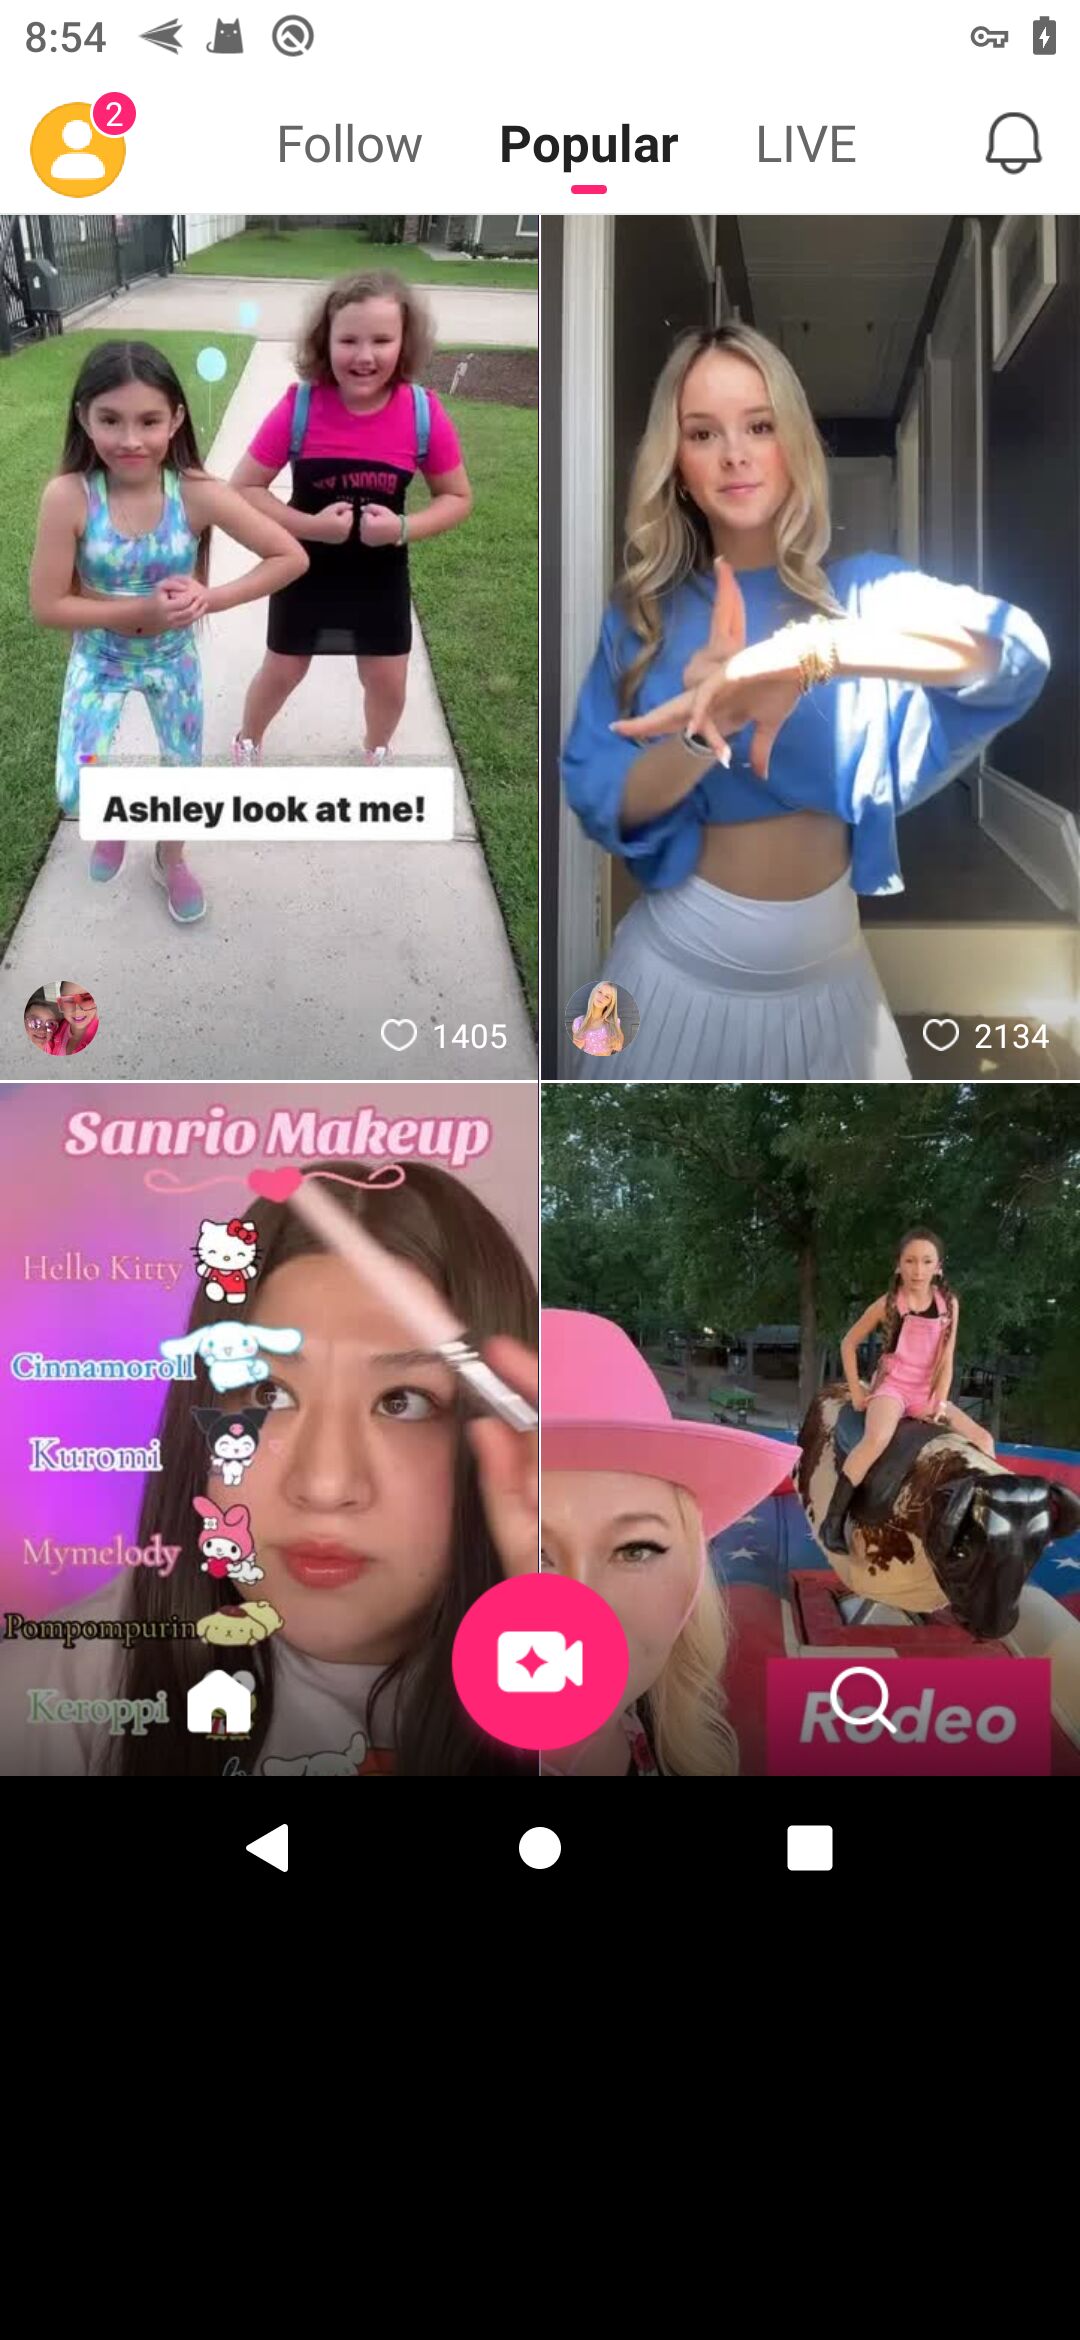 8:54
2
Follow
Popular
LIVE
Ashley look at me!
1405
2134
Sanrio Makeup
Hello Kitty
Cinnamoroll
Kuromi
Mymelody
Pompompurin
Keroppi
Rodeo